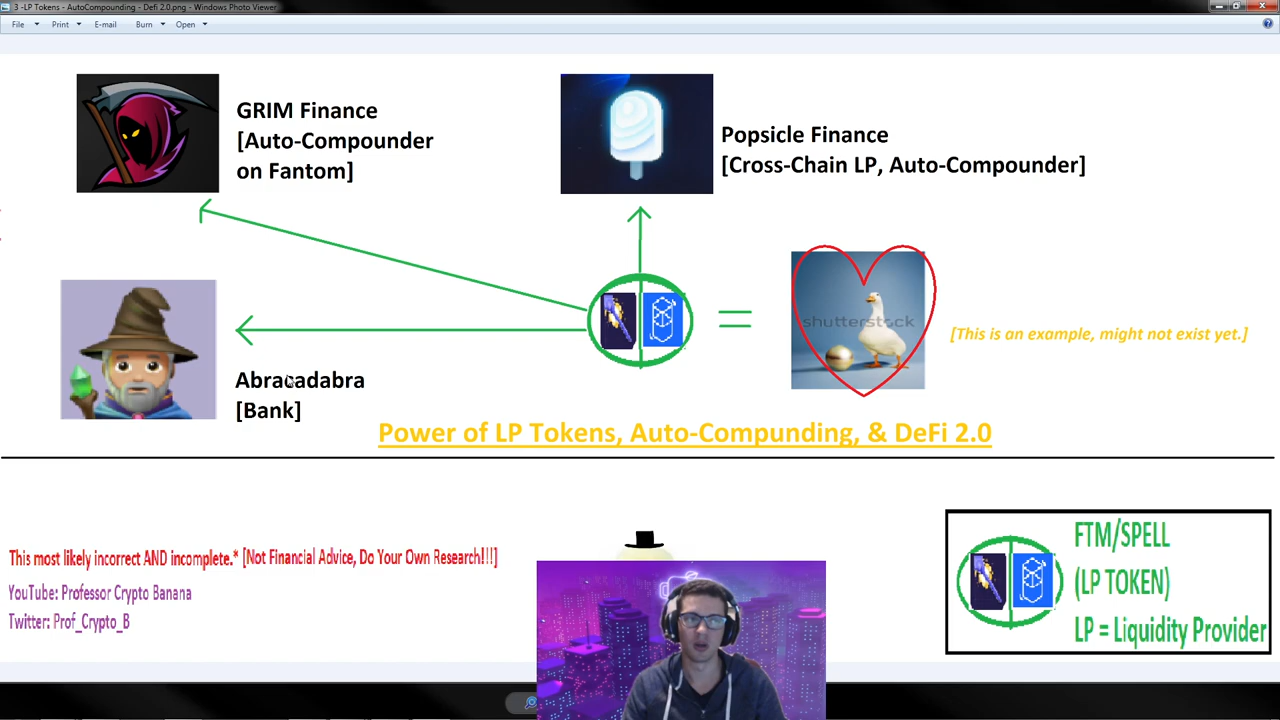 3 -LP Tokens - AutoCompounding - Defi 2.0.png - Windows Photo Viewer
File Print E-mail Burn Open
GRIM Finance
[Auto-Compounder
on Fantom]
Popsicle Finance
[Cross-Chain LP, Auto-Compounder]
shutterstock
[This is an example, might not exist yet.]
Abracadabra
[Bank]
Power of LP Tokens, Auto-Compunding, & DeFi 2.0
This most likely incorrect AND incomplete.* [Not Financial Advice, Do Your Own Research!!!]
YouTube: Professor Crypto Banana
Twitter: Prof_Crypto_B
FTM/SPELL
(LP TOKEN)
LP = Liquidity Provider